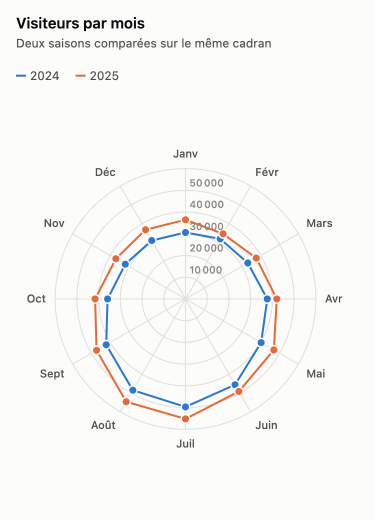 Visiteurs par mois
Deux saisons comparées sur le même cadran
2024 2025
Janv
Févr
Mars
Avr
Mai
Juin
Juil
Août
Sept
Oct
Nov
Déc
50 000
40 000
30 000
20 000
10 000